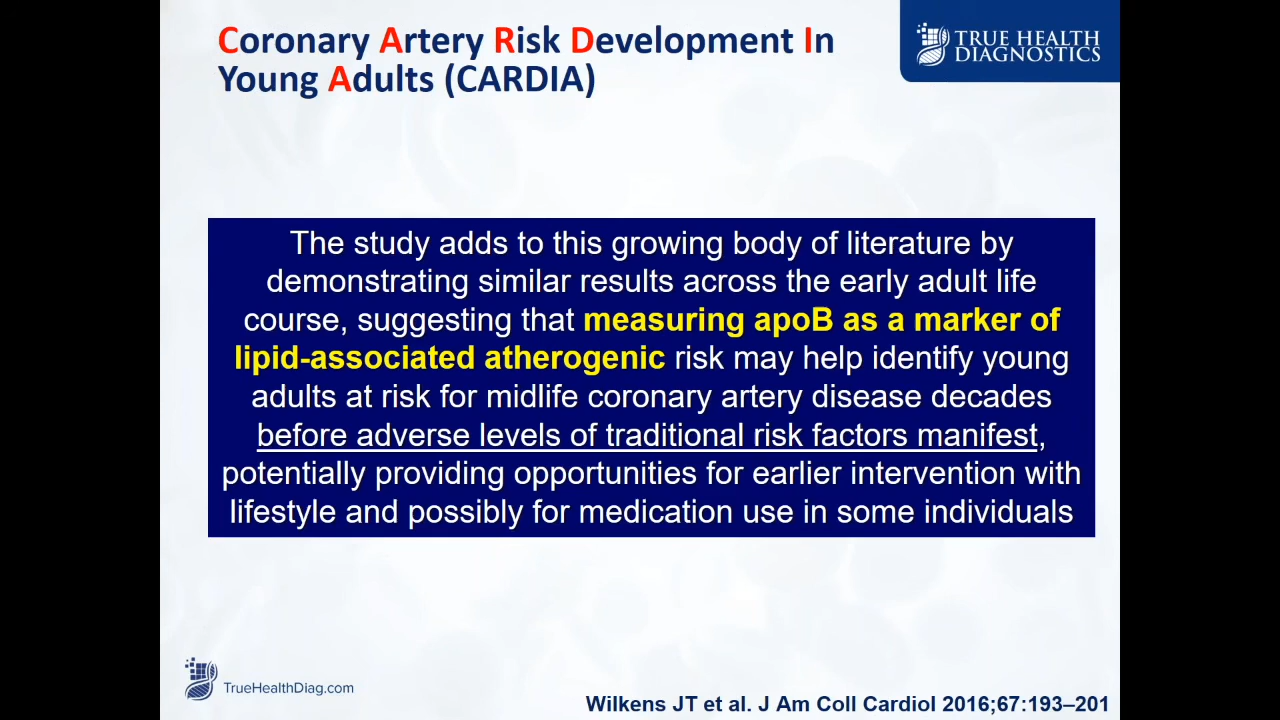 Coronary Artery Risk Development In
Young Adults (CARDIA)
TRUE HEALTH
DIAGNOSTICS
The study adds to this growing body of literature by
demonstrating similar results across the early adult life
course, suggesting that measuring apoB as a marker of
lipid-associated atherogenic risk may help identify young
adults at risk for midlife coronary artery disease decades
before adverse levels of traditional risk factors manifest,
potentially providing opportunities for earlier intervention with
lifestyle and possibly for medication use in some individuals
TrueHealthDiag.com
Wilkens JT et al. J Am Coll Cardiol 2016;67:193–201